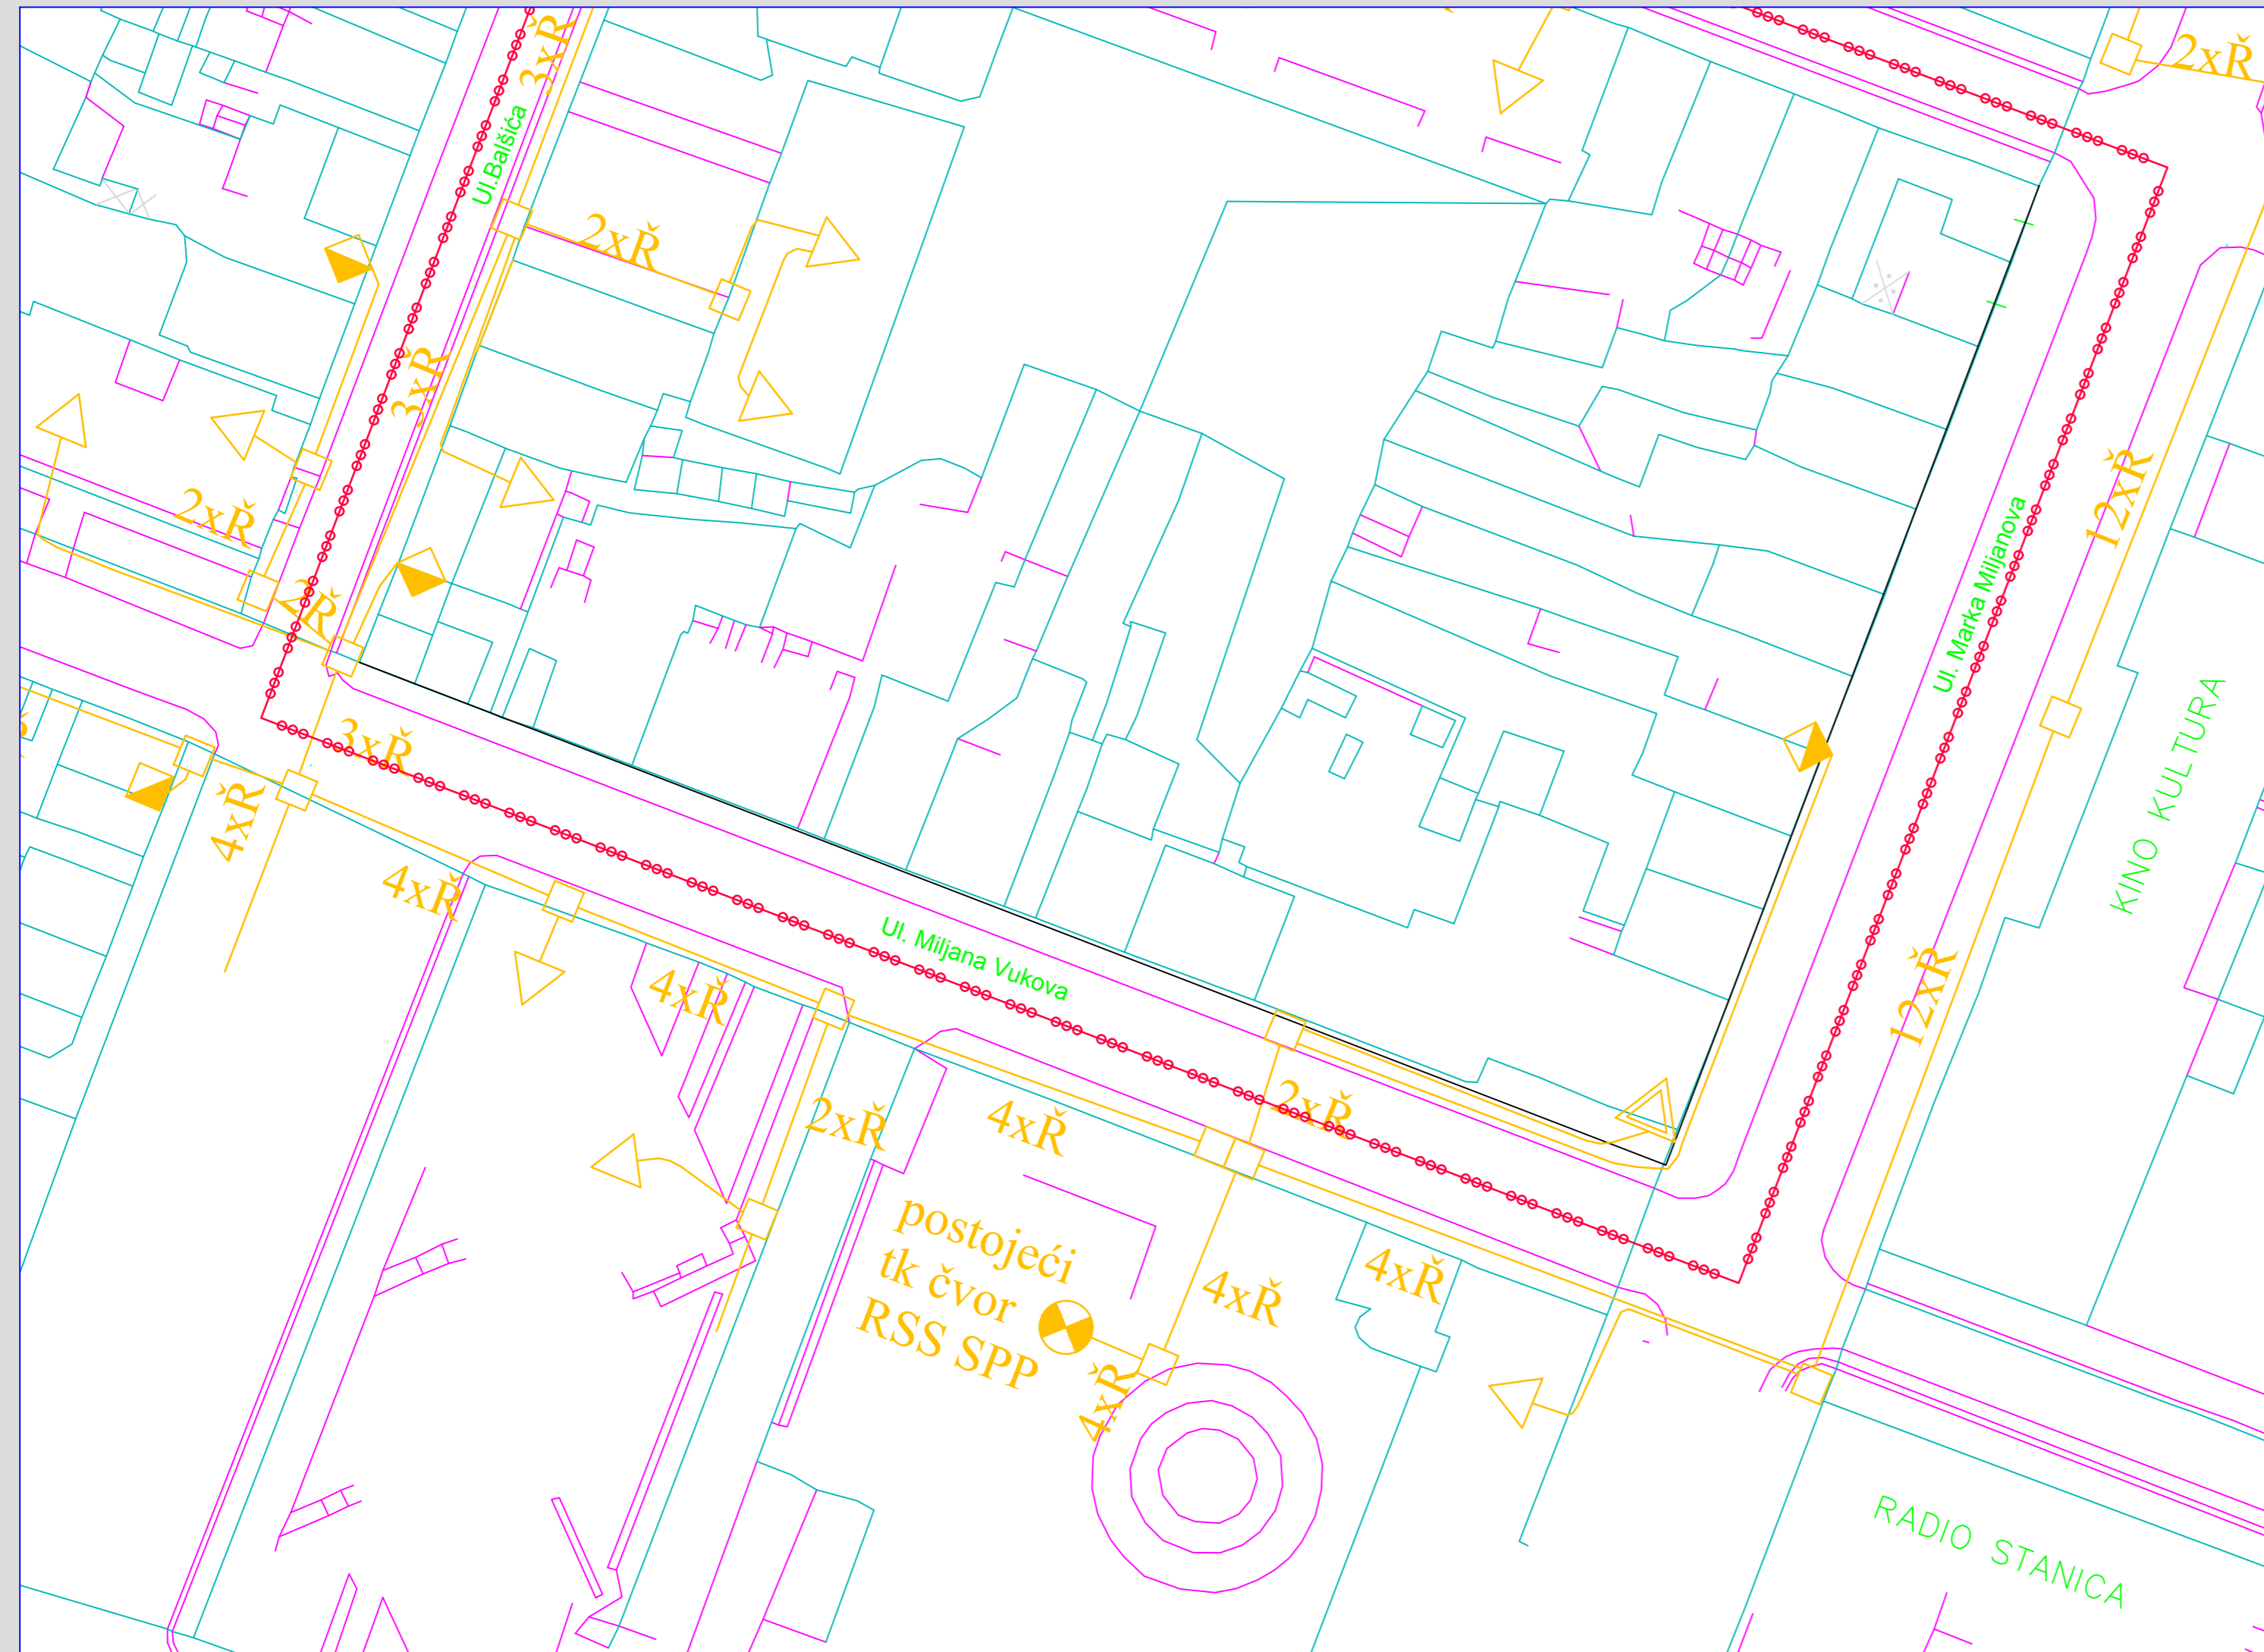 3xŘ
2xŘ
Ul.Balšića
2xŘ
3xŘ
12xŘ
2xŘ
Ul. Marka Miljanova
KINO KULTURA
3xŘ
4xŘ
4xŘ
Ul. Miljana Vukova
4xŘ
12xŘ
2xŘ
4xŘ
2xŘ
postojeći
tk čvor
RSS SPP
4xŘ
4xŘ
4xŘ
RADIO STANICA